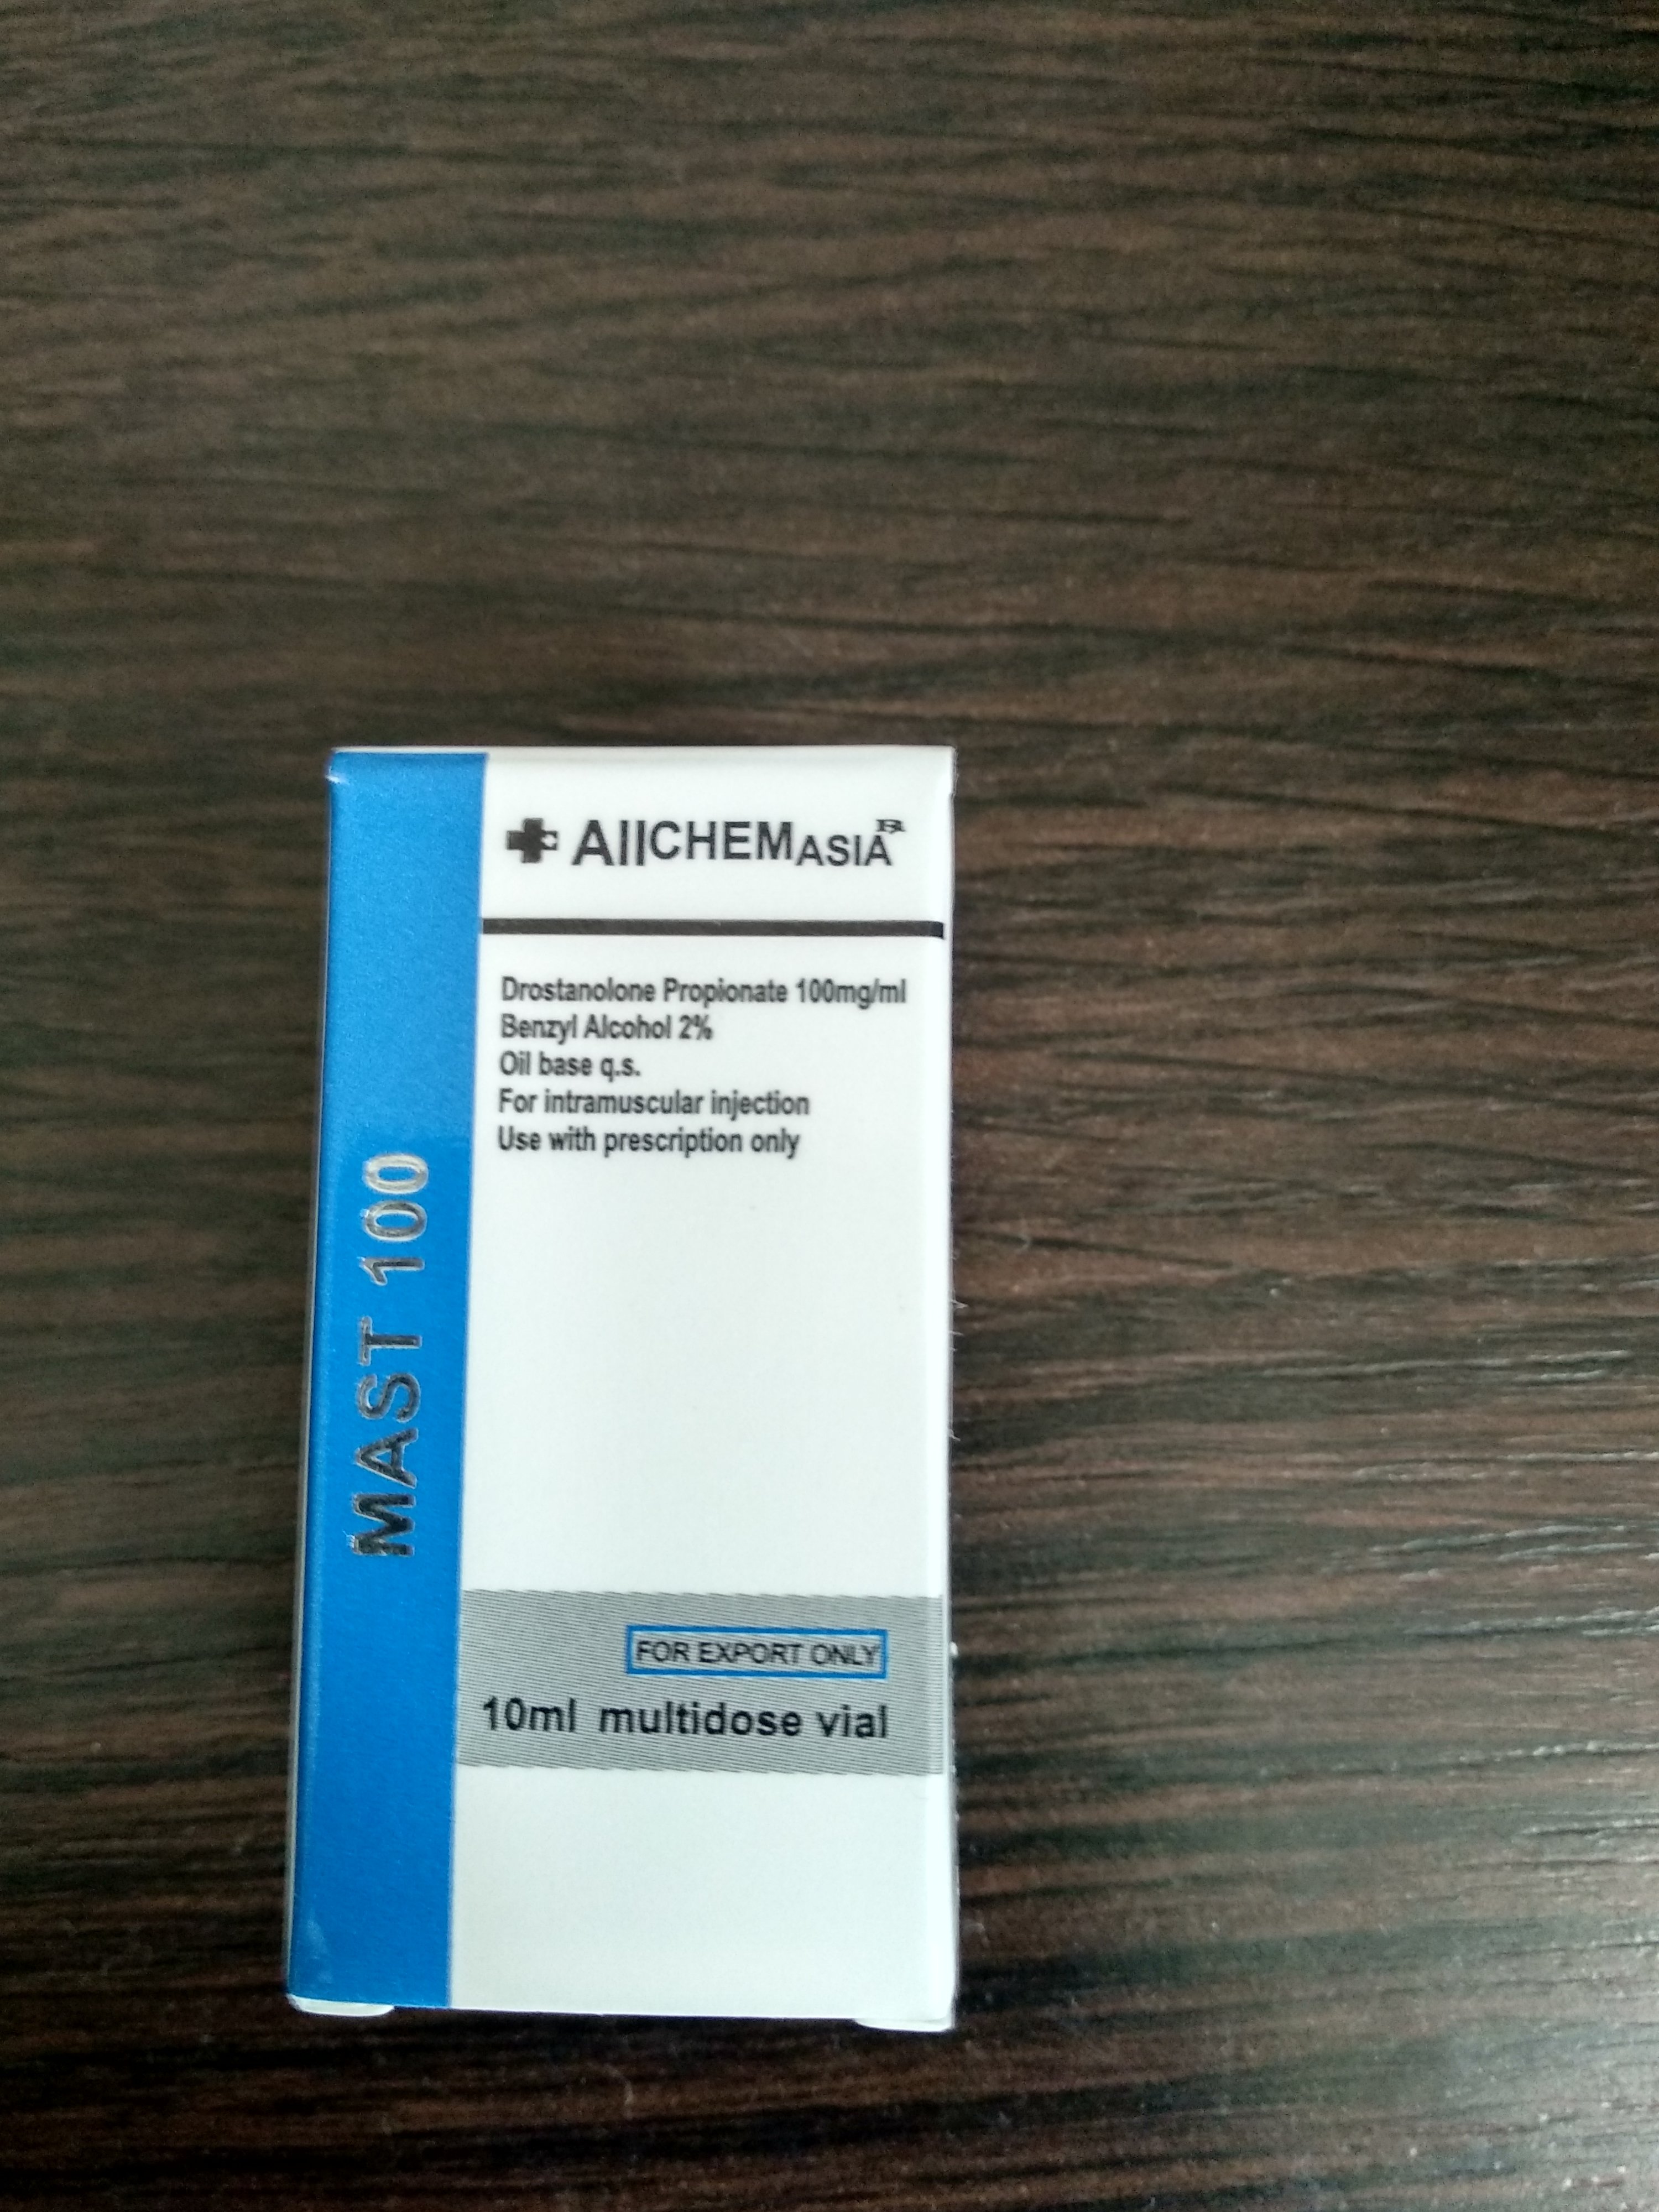 AllCHEMASIA Rx
Drostanolone Propionate 100mg/ml
Benzyl Alcohol 2%
Oil base q.s.
For intramuscular injection
Use with prescription only
MAST 100
FOR EXPORT ONLY
10ml multidose vial